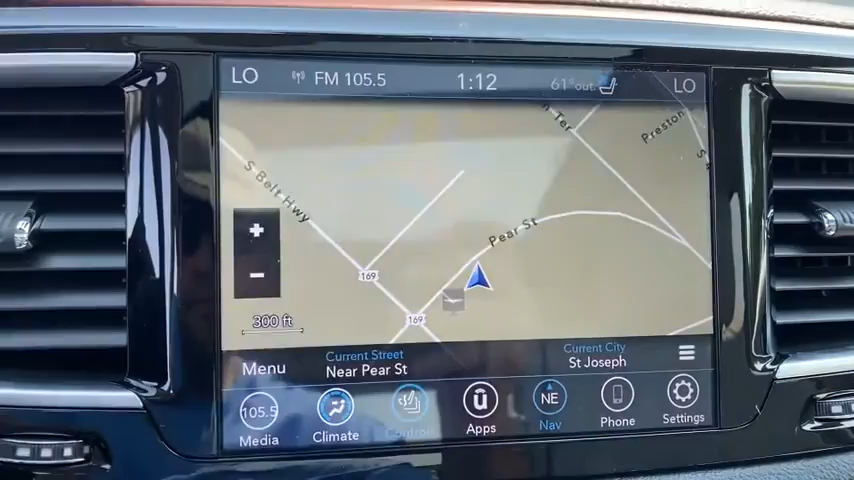 LO FM 105.5 1:12 61° out. LO
n Ter
Preston
S Belt Hwy
Pear St
169
169
300 ft
Menu
Current Street
Near Pear St
Current City
St Joseph
105.5
NE
Media
Climate
Controls
Apps
Nav
Phone
Settings